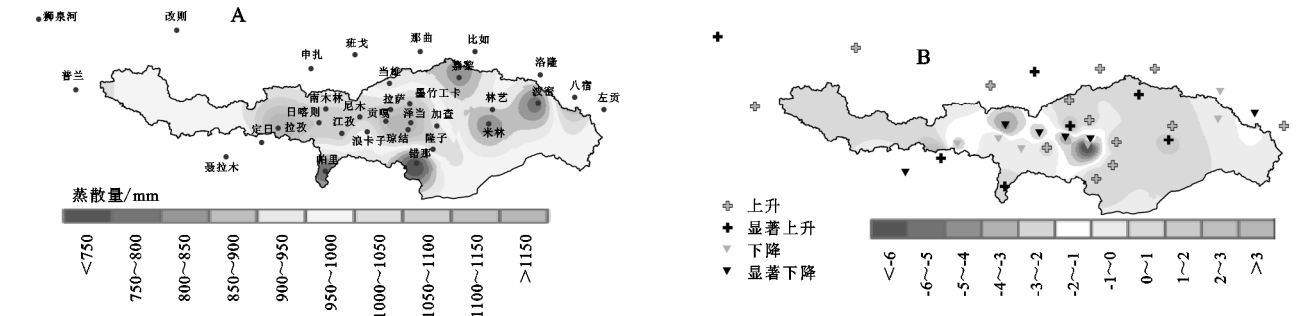 A
狮泉河
改则
班戈
那曲
比如
申扎
洛隆
普兰
当雄
嘉黎
八宿
左贡
南木林
尼木
拉萨
墨竹工卡
林芝
波密
日喀则
江孜
贡嘎
泽当
加查
米林
定日
拉孜
浪卡子
琼结
隆子
聂拉木
帕里
错那
蒸散量/mm
<750
750~800
800~850
850~900
900~950
950~1000
1000~1050
1050~1100
1100~1150
>1150
B
上升
显著上升
下降
显著下降
<-6
-6~-5
-5~-4
-4~-3
-3~-2
-2~-1
-1~0
0~1
1~2
2~3
>3